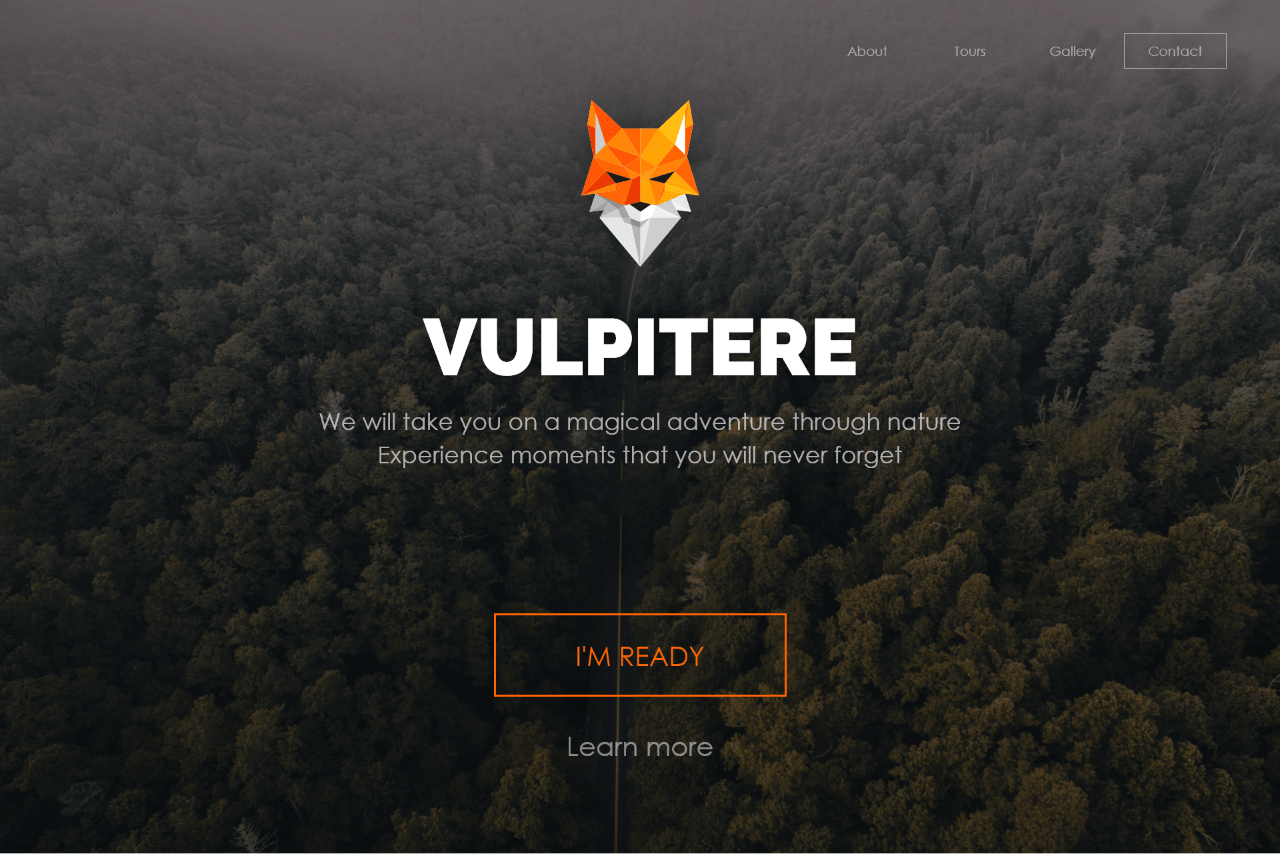 About Tours Gallery Contact
VULPITERE
We will take you on a magical adventure through nature
Experience moments that you will never forget
I'M READY
Learn more